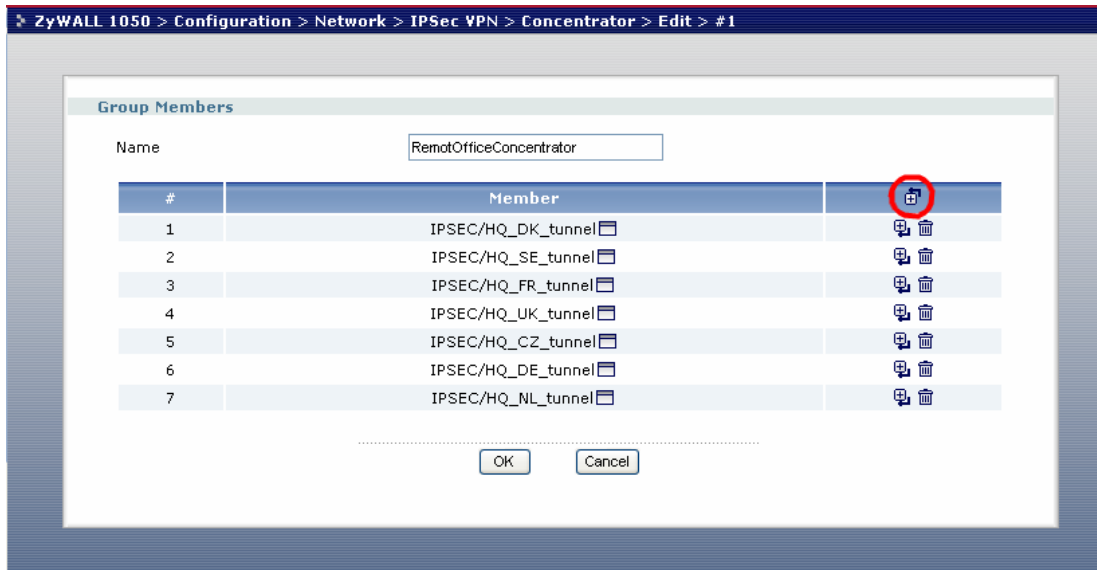 ZyWALL 1050 > Configuration > Network > IPSec VPN > Concentrator > Edit > #1
Group Members
Name RemotOfficeConcentrator
# Member
1 IPSEC/HQ_DK_tunnel
2 IPSEC/HQ_SE_tunnel
3 IPSEC/HQ_FR_tunnel
4 IPSEC/HQ_UK_tunnel
5 IPSEC/HQ_CZ_tunnel
6 IPSEC/HQ_DE_tunnel
7 IPSEC/HQ_NL_tunnel
OK Cancel